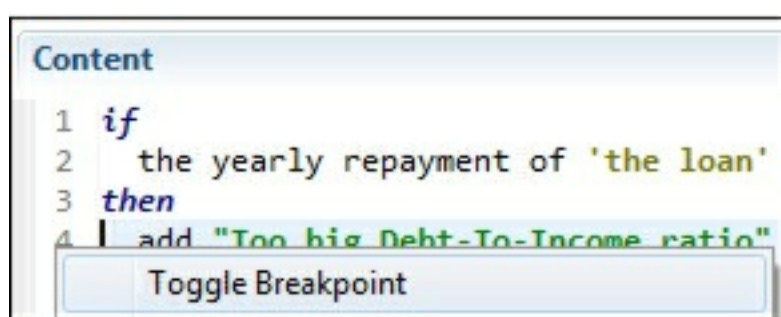 Content
1 if
2 the yearly repayment of 'the loan'
3 then
4 add "Too big Debt-To-Income ratio"
Toggle Breakpoint